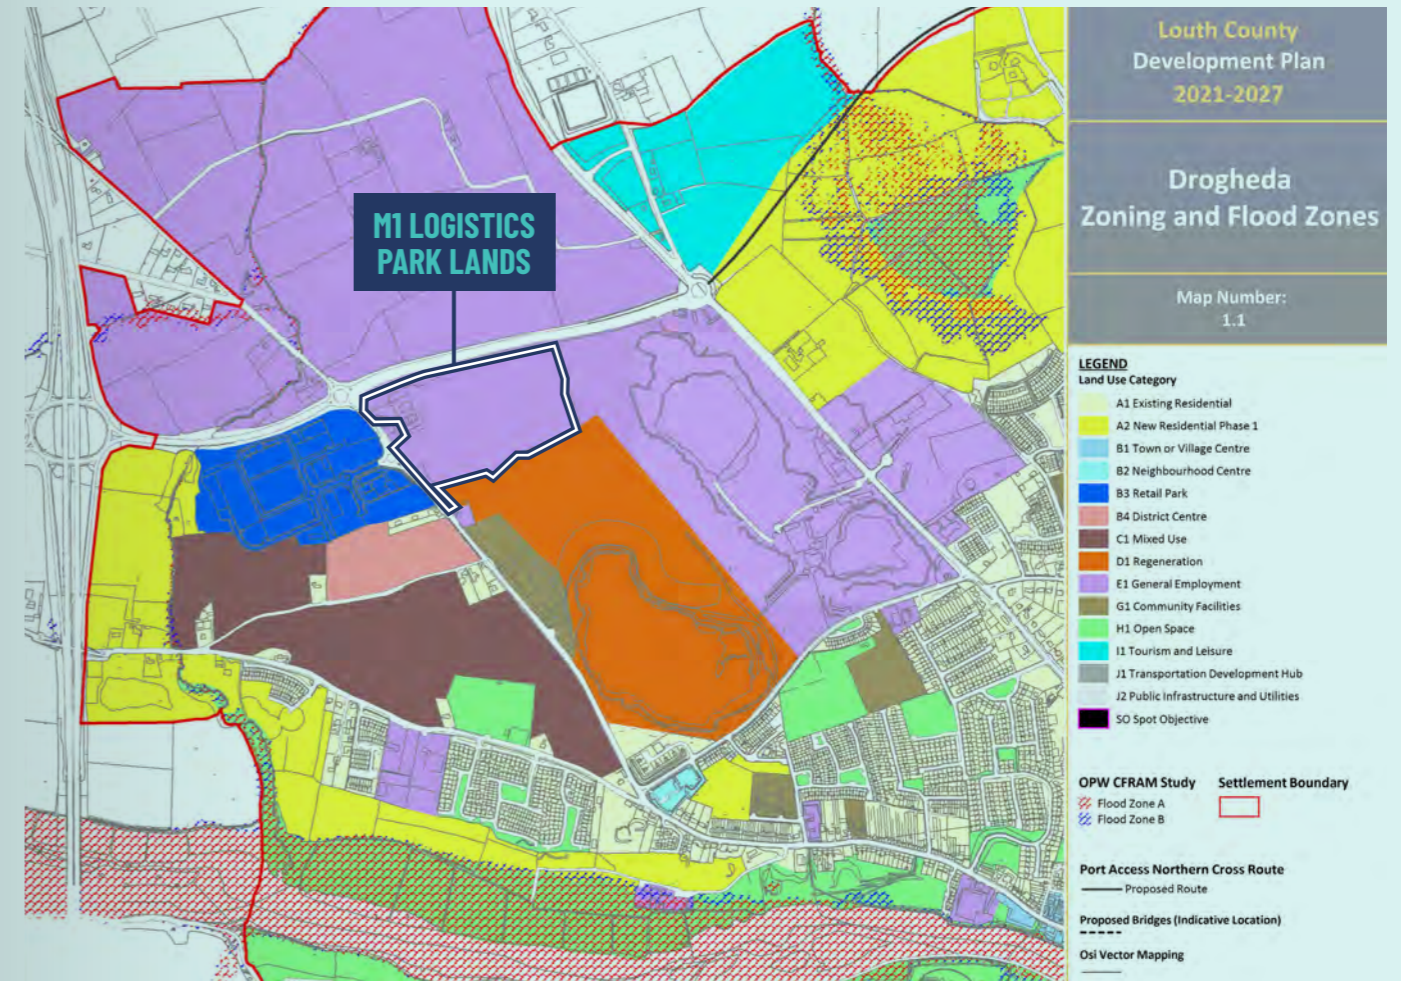 M1 LOGISTICS
PARK LANDS
Louth County
Development Plan
2021-2027
Drogheda
Zoning and Flood Zones
Map Number:
1.1
LEGEND
Land Use Category
A1 Existing Residential
A2 New Residential Phase 1
B1 Town or Village Centre
B2 Neighbourhood Centre
B3 Retail Park
B4 District Centre
C1 Mixed Use
D1 Regeneration
E1 General Employment
G1 Community Facilities
H1 Open Space
I1 Tourism and Leisure
J1 Transportation Development Hub
J2 Public Infrastructure and Utilities
SO Spot Objective
OPW CFRAM Study
Flood Zone A
Flood Zone B
Settlement Boundary
Port Access Northern Cross Route
Proposed Route
Proposed Bridges (Indicative Location)
Osi Vector Mapping